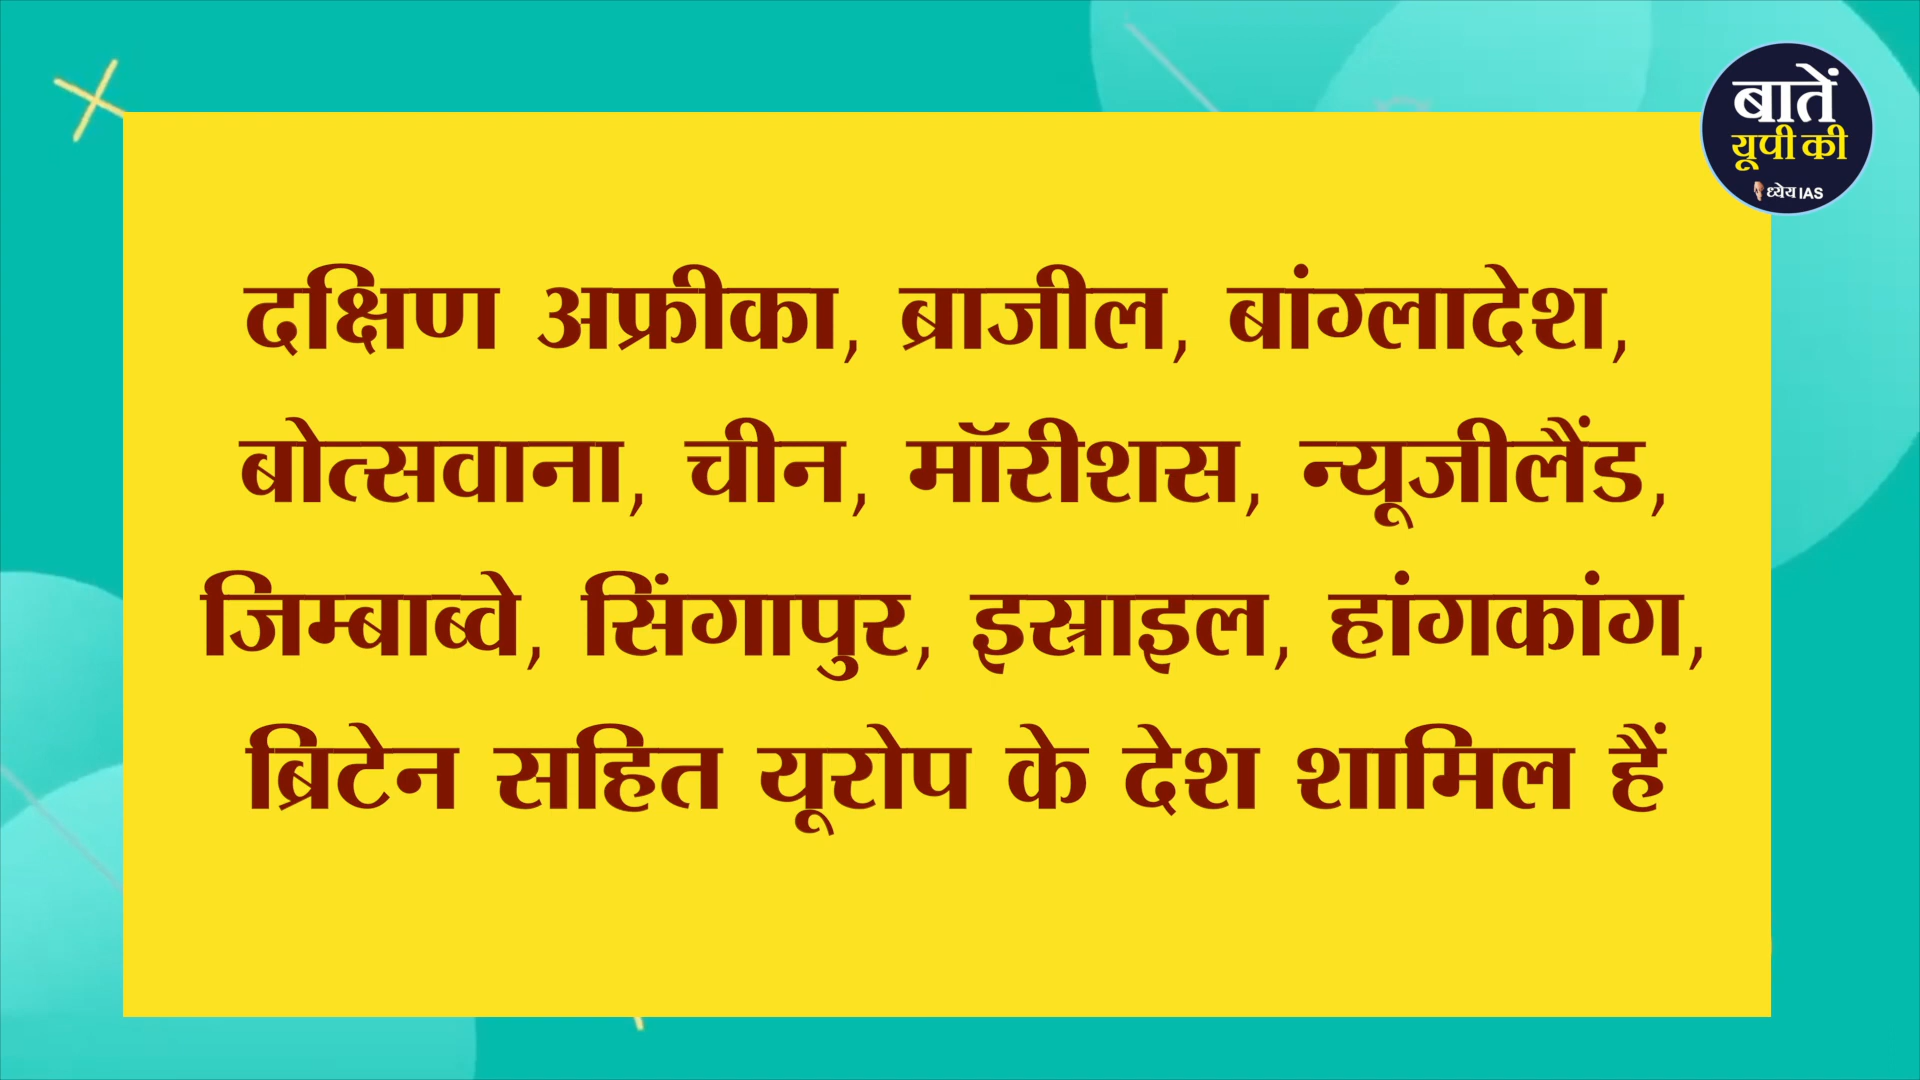 बातें
यूपी की
ध्येय IAS
दक्षिण अफ्रीका, ब्राजील, बांग्लादेश,
बोत्सवाना, चीन, मॉरीशस, न्यूजीलैंड,
जिम्बाब्वे, सिंगापुर, इस्राइल, हांगकांग,
ब्रिटेन सहित यूरोप के देश शामिल हैं